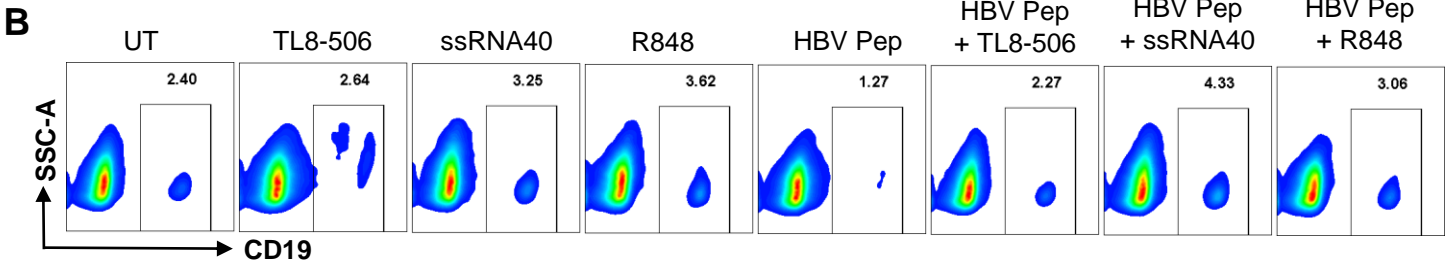 B
UT
TL8-506
ssRNA40
R848
HBV Pep
HBV Pep
+ TL8-506
HBV Pep
+ ssRNA40
HBV Pep
+ R848
2.40
2.64
3.25
3.62
1.27
2.27
4.33
3.06
SSC-A
CD19